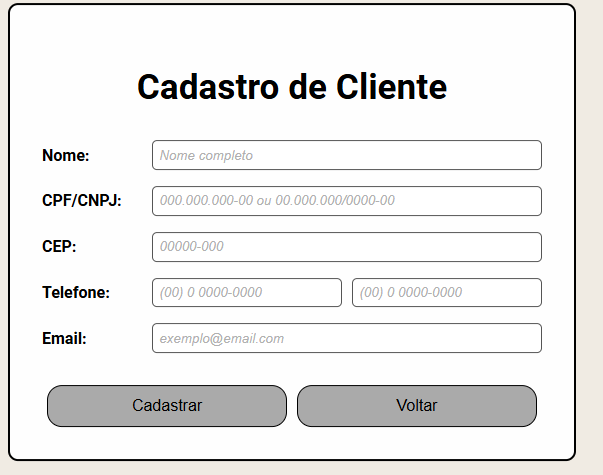 Cadastro de Cliente
Nome: Nome completo
CPF/CNPJ: 000.000.000-00 ou 00.000.000/0000-00
CEP: 00000-000
Telefone: (00) 0 0000-0000 (00) 0 0000-0000
Email: exemplo@email.com
Cadastrar Voltar